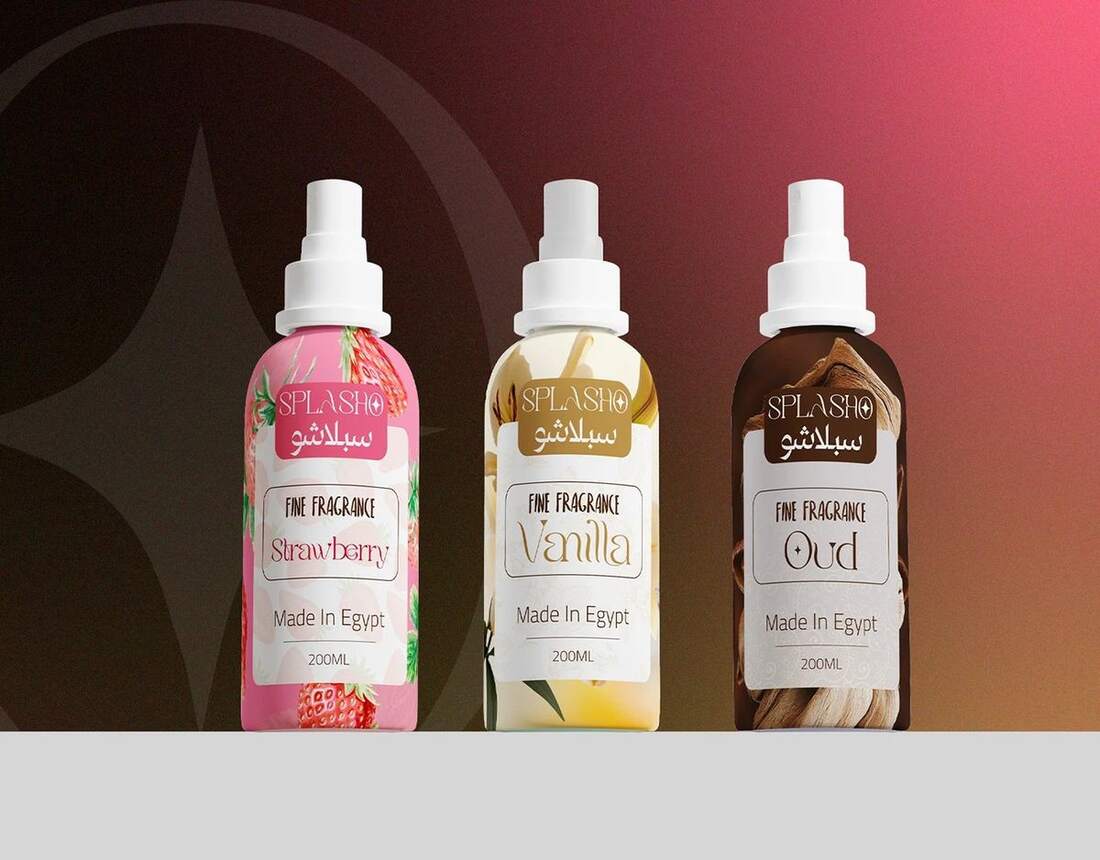 SPLASHO
سبلاشو
FINE FRAGRANCE
Strawberry
Made In Egypt
200ML
SPLASHO
سبلاشو
FINE FRAGRANCE
Vanilla
Made In Egypt
200ML
SPLASHO
سبلاشو
FINE FRAGRANCE
Oud
Made In Egypt
200ML